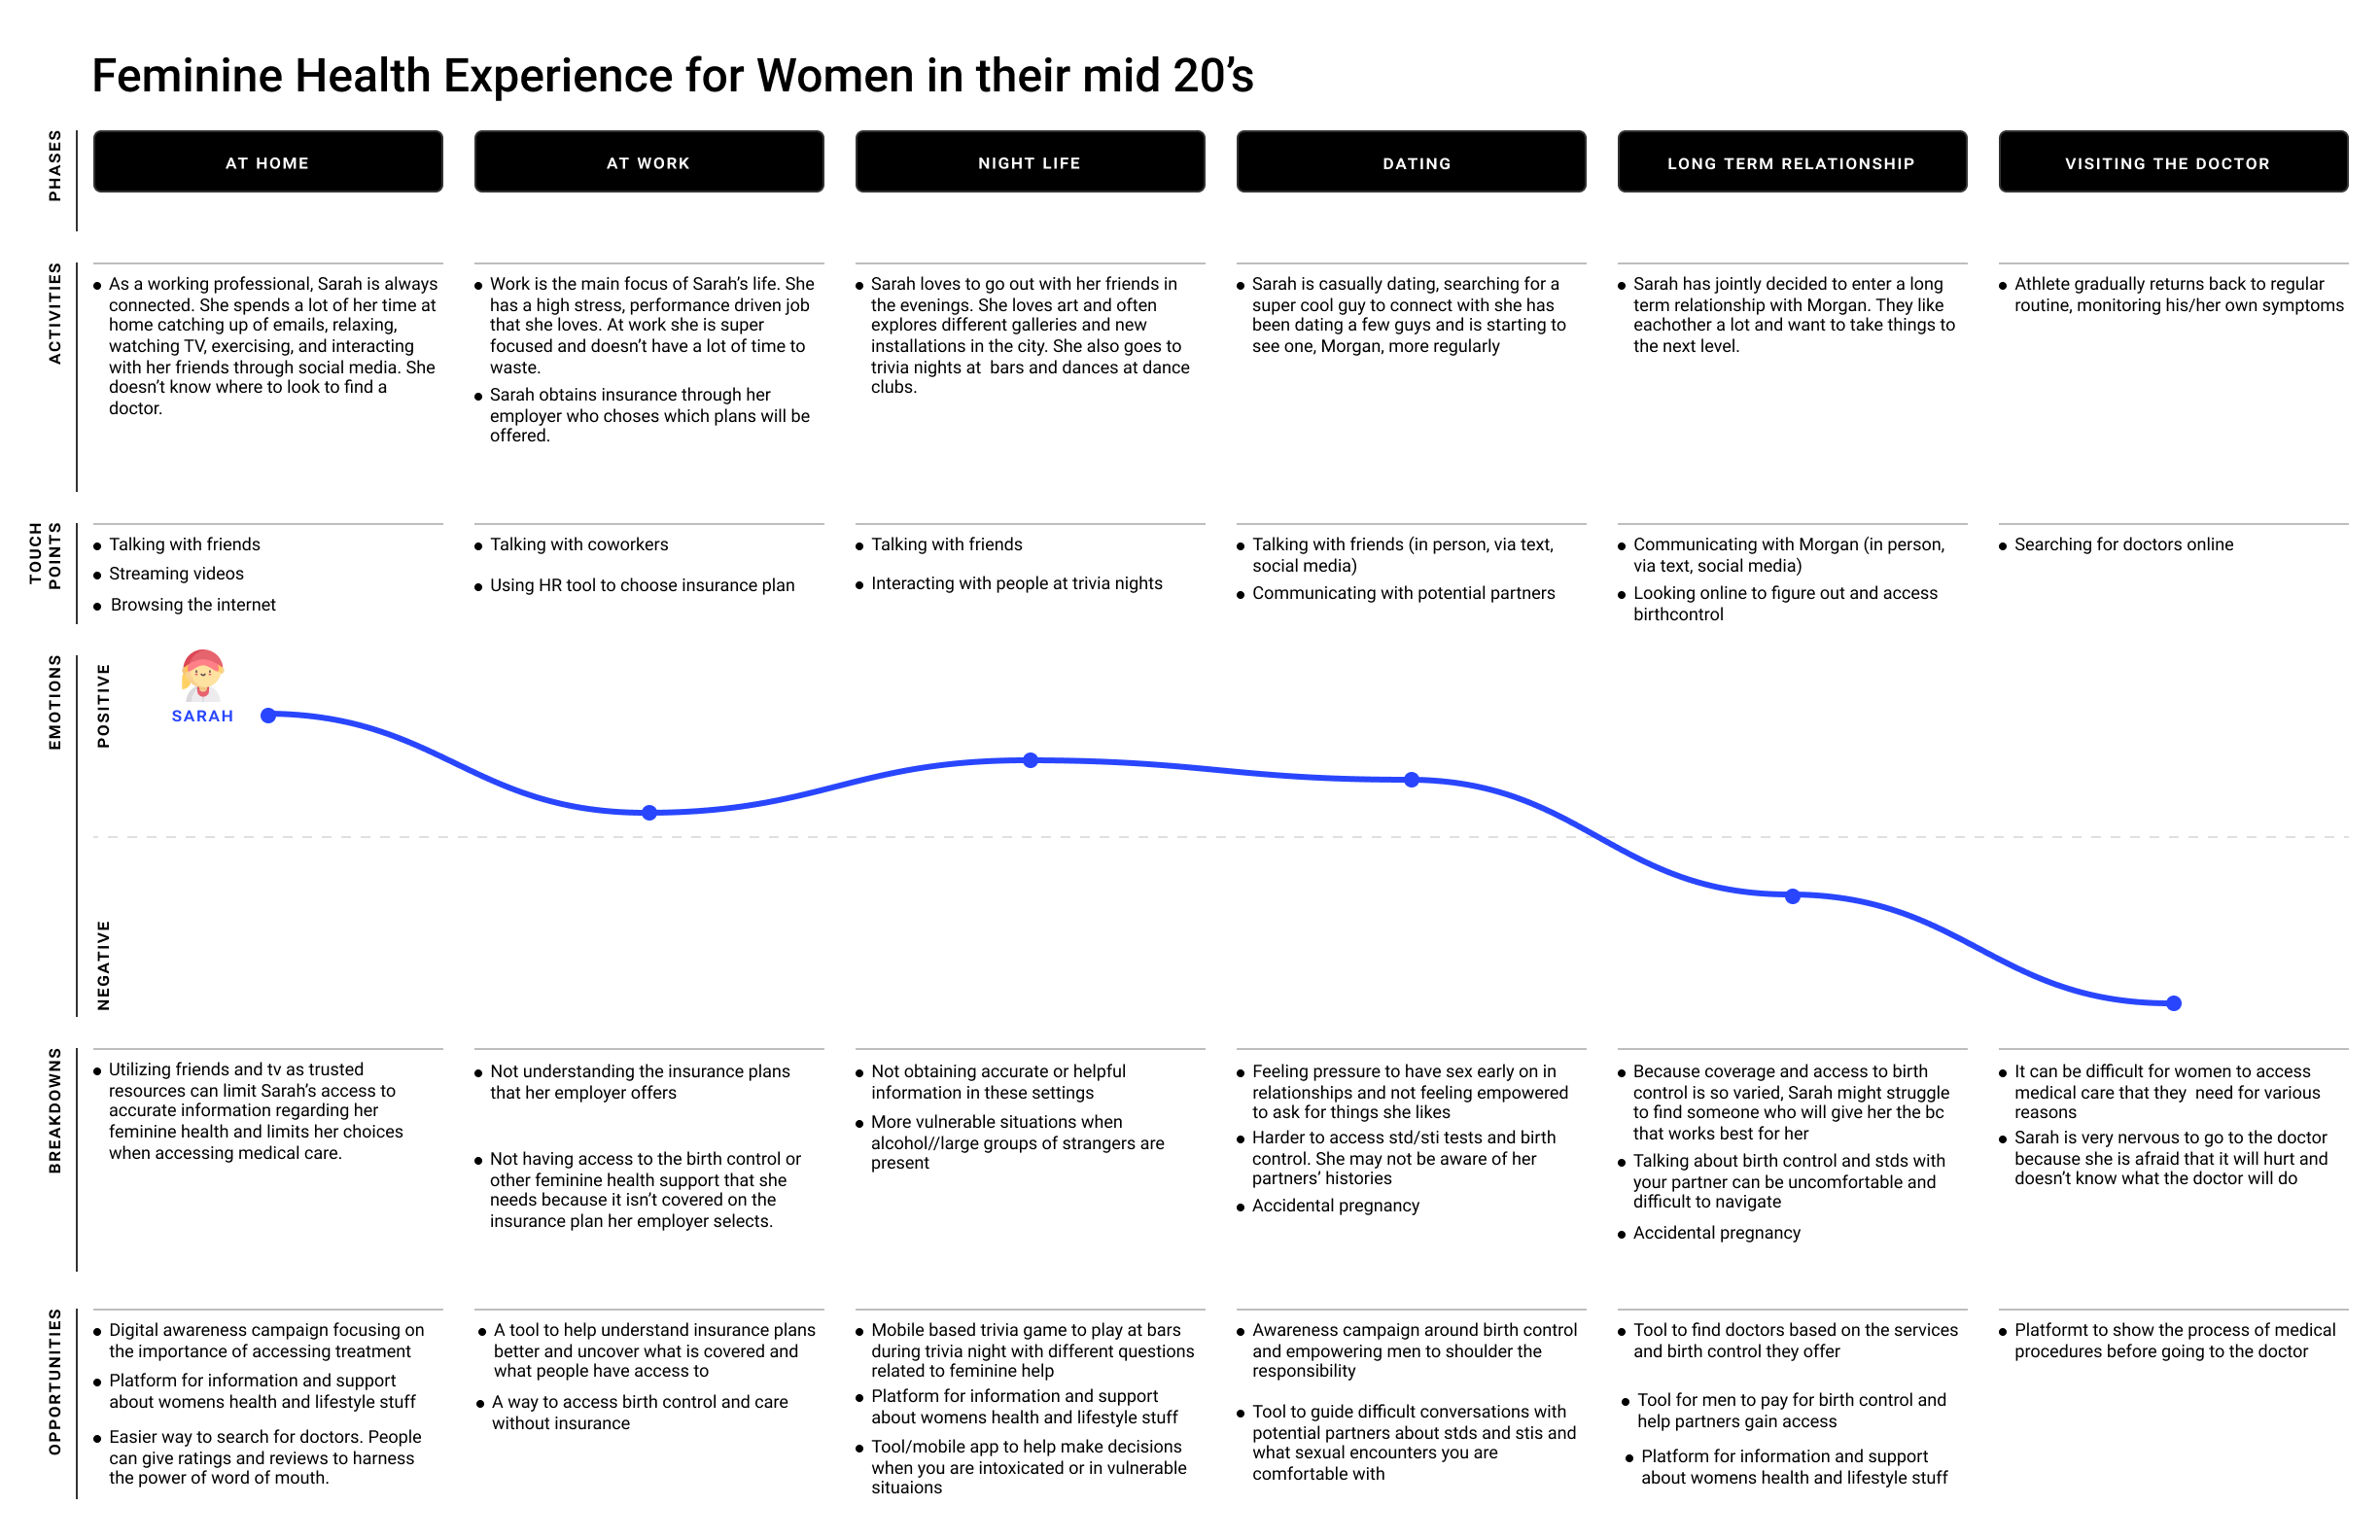 Feminine Health Experience for Women in their mid 20's
PHASES
AT HOME
AT WORK
NIGHT LIFE
DATING
LONG TERM RELATIONSHIP
VISITING THE DOCTOR
ACTIVITIES
As a working professional, Sarah is always
connected. She spends a lot of her time at
home catching up of emails, relaxing,
watching TV, exercising, and interacting
with her friends through social media. She
doesn't know where to look to find a
doctor.
Work is the main focus of Sarah's life. She
has a high stress, performance driven job
that she loves. At work she is super
focused and doesn't have a lot of time to
waste.
Sarah obtains insurance through her
employer who choses which plans will be
offered.
Sarah loves to go out with her friends in
the evenings. She loves art and often
explores different galleries and new
installations in the city. She also goes to
trivia nights at  bars and dances at dance
clubs.
Sarah is casually dating, searching for a
super cool guy to connect with she has
been dating a few guys and is starting to
see one, Morgan, more regularly
Sarah has jointly decided to enter a long
term relationship with Morgan. They like
eachother a lot and want to take things to
the next level.
Athlete gradually returns back to regular
routine, monitoring his/her own symptoms
TOUCH
POINTS
Talking with friends
Streaming videos
Browsing the internet
Talking with coworkers
Using HR tool to choose insurance plan
Talking with friends
Interacting with people at trivia nights
Talking with friends (in person, via text,
social media)
Communicating with potential partners
Communicating with Morgan (in person,
via text, social media)
Looking online to figure out and access
birthcontrol
Searching for doctors online
EMOTIONS
POSITIVE
SARAH
NEGATIVE
BREAKDOWNS
Utilizing friends and tv as trusted
resources can limit Sarah's access to
accurate information regarding her
feminine health and limits her choices
when accessing medical care.
Not understanding the insurance plans
that her employer offers
Not having access to the birth control or
other feminine health support that she
needs because it isn't covered on the
insurance plan her employer selects.
Not obtaining accurate or helpful
information in these settings
More vulnerable situations when
alcohol//large groups of strangers are
present
Feeling pressure to have sex early on in
relationships and not feeling empowered
to ask for things she likes
Harder to access std/sti tests and birth
control. She may not be aware of her
partners' histories
Accidental pregnancy
Because coverage and access to birth
control is so varied, Sarah might struggle
to find someone who will give her the bc
that works best for her
Talking about birth control and stds with
your partner can be uncomfortable and
difficult to navigate
Accidental pregnancy
It can be difficult for women to access
medical care that they  need for various
reasons
Sarah is very nervous to go to the doctor
because she is afraid that it will hurt and
doesn't know what the doctor will do
OPPORTUNITIES
Digital awareness campaign focusing on
the importance of accessing treatment
Platform for information and support
about womens health and lifestyle stuff
Easier way to search for doctors. People
can give ratings and reviews to harness
the power of word of mouth.
A tool to help understand insurance plans
better and uncover what is covered and
what people have access to
A way to access birth control and care
without insurance
Mobile based trivia game to play at bars
during trivia night with different questions
related to feminine help
Platform for information and support
about womens health and lifestyle stuff
Tool/mobile app to help make decisions
when you are intoxicated or in vulnerable
situaions
Awareness campaign around birth control
and empowering men to shoulder the
responsibility
Tool to guide difficult conversations with
potential partners about stds and stis and
what sexual encounters you are
comfortable with
Tool to find doctors based on the services
and birth control they offer
Tool for men to pay for birth control and
help partners gain access
Platform for information and support
about womens health and lifestyle stuff
Platformt to show the process of medical
procedures before going to the doctor